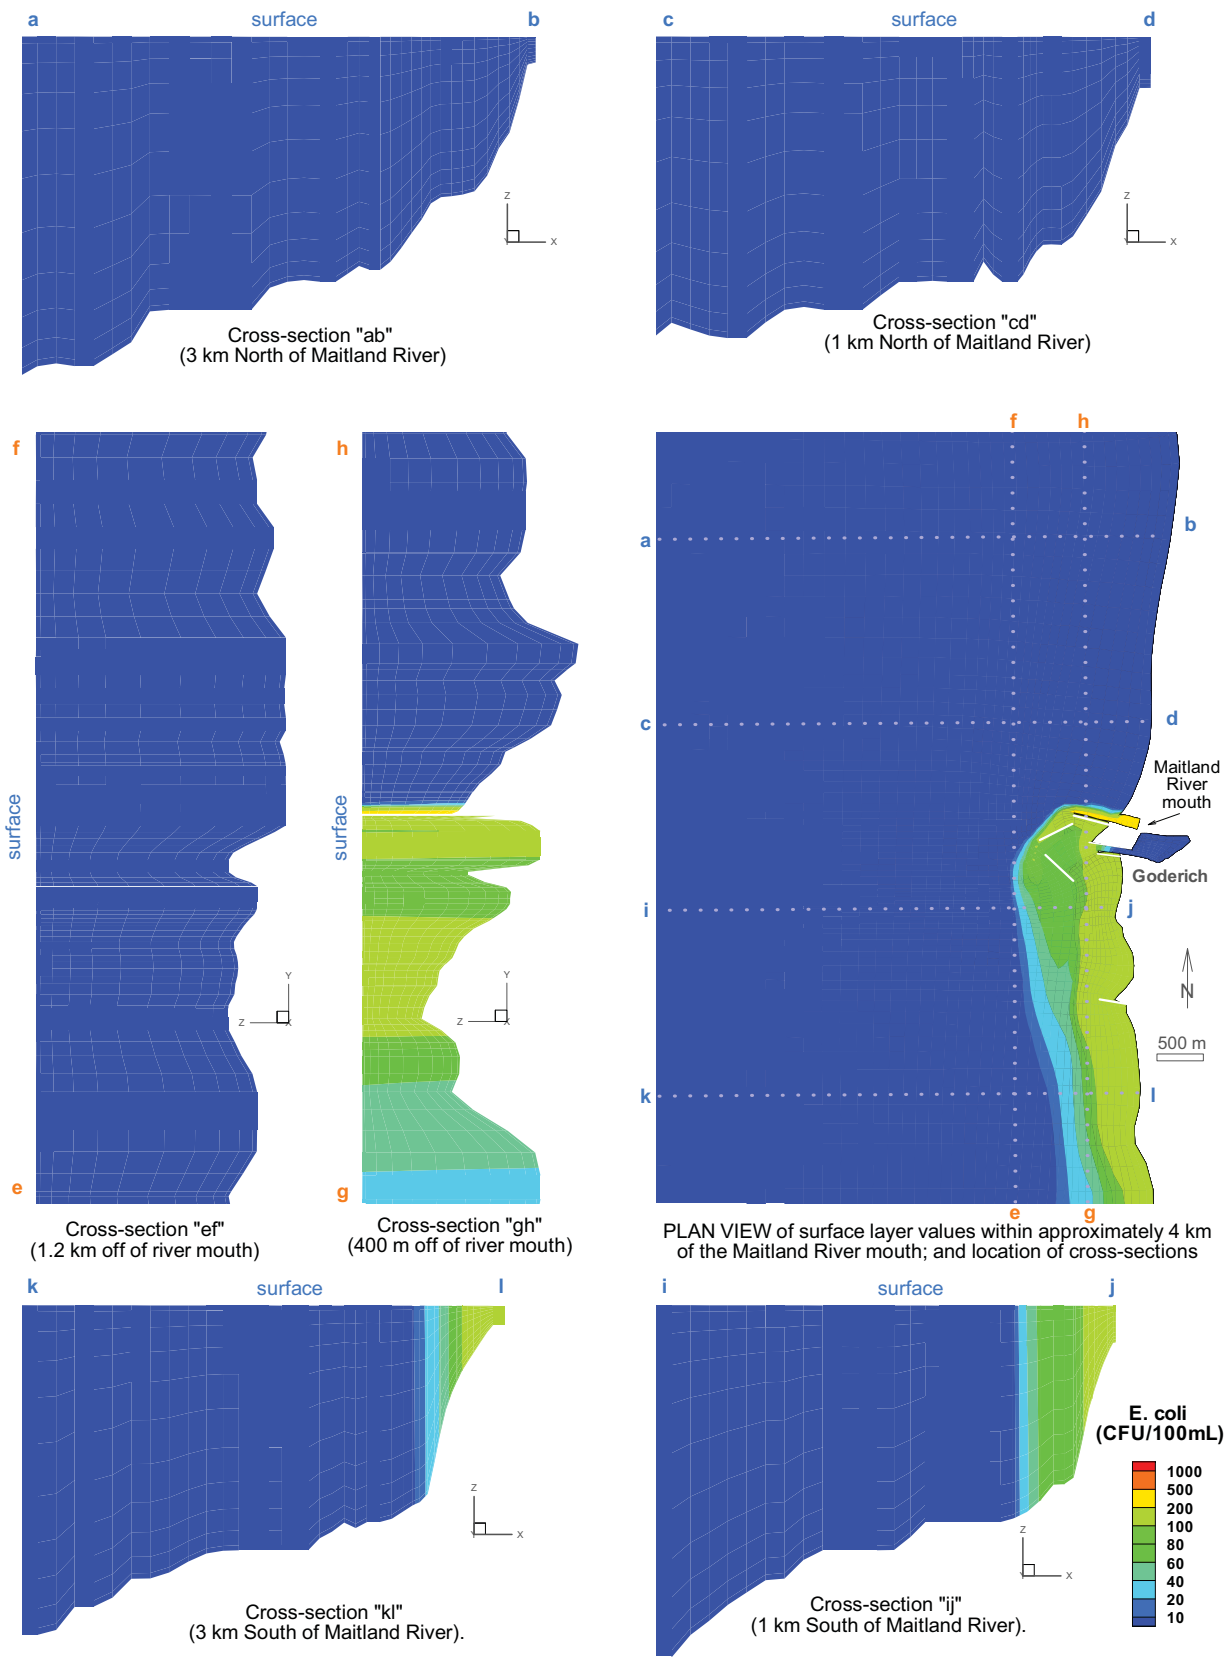 a surface b
c surface d
Z
X
Y
Z
X
Y
Cross-section "ab"
(3 km North of Maitland River)
Cross-section "cd"
(1 km North of Maitland River)
f
surface
e
Y
Z
X
Cross-section "ef"
(1.2 km off of river mouth)
h
surface
g
Y
Z
X
Cross-section "gh"
(400 m off of river mouth)
f h
a b
c d
Maitland
River
mouth
Goderich
i j
N
500 m
k l
e g
PLAN VIEW of surface layer values within approximately 4 km
of the Maitland River mouth; and location of cross-sections
k surface l
Z
X
Y
Cross-section "kl"
(3 km South of Maitland River).
i surface j
Z
X
Y
Cross-section "ij"
(1 km South of Maitland River).
E. coli
(CFU/100mL)
1000
500
200
100
80
60
40
20
10